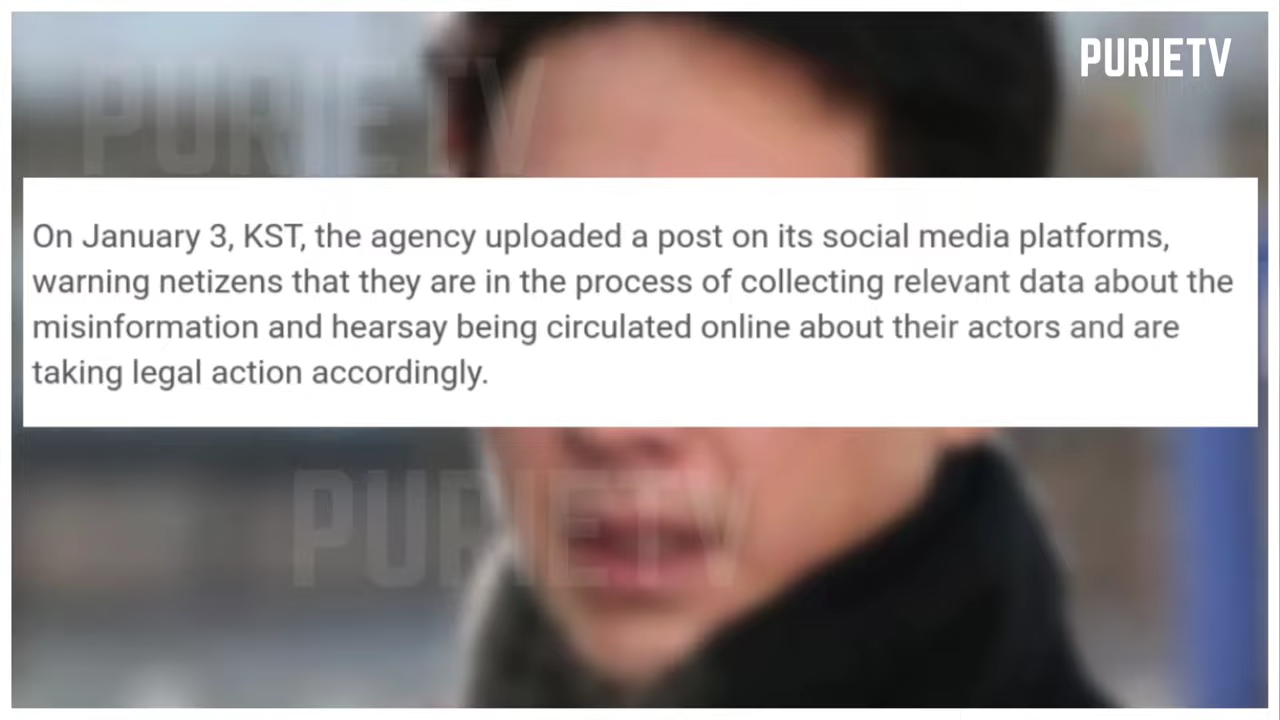 PURIETV
PURIETV
On January 3, KST, the agency uploaded a post on its social media platforms,
warning netizens that they are in the process of collecting relevant data about the
misinformation and hearsay being circulated online about their actors and are
taking legal action accordingly.
PURIETV